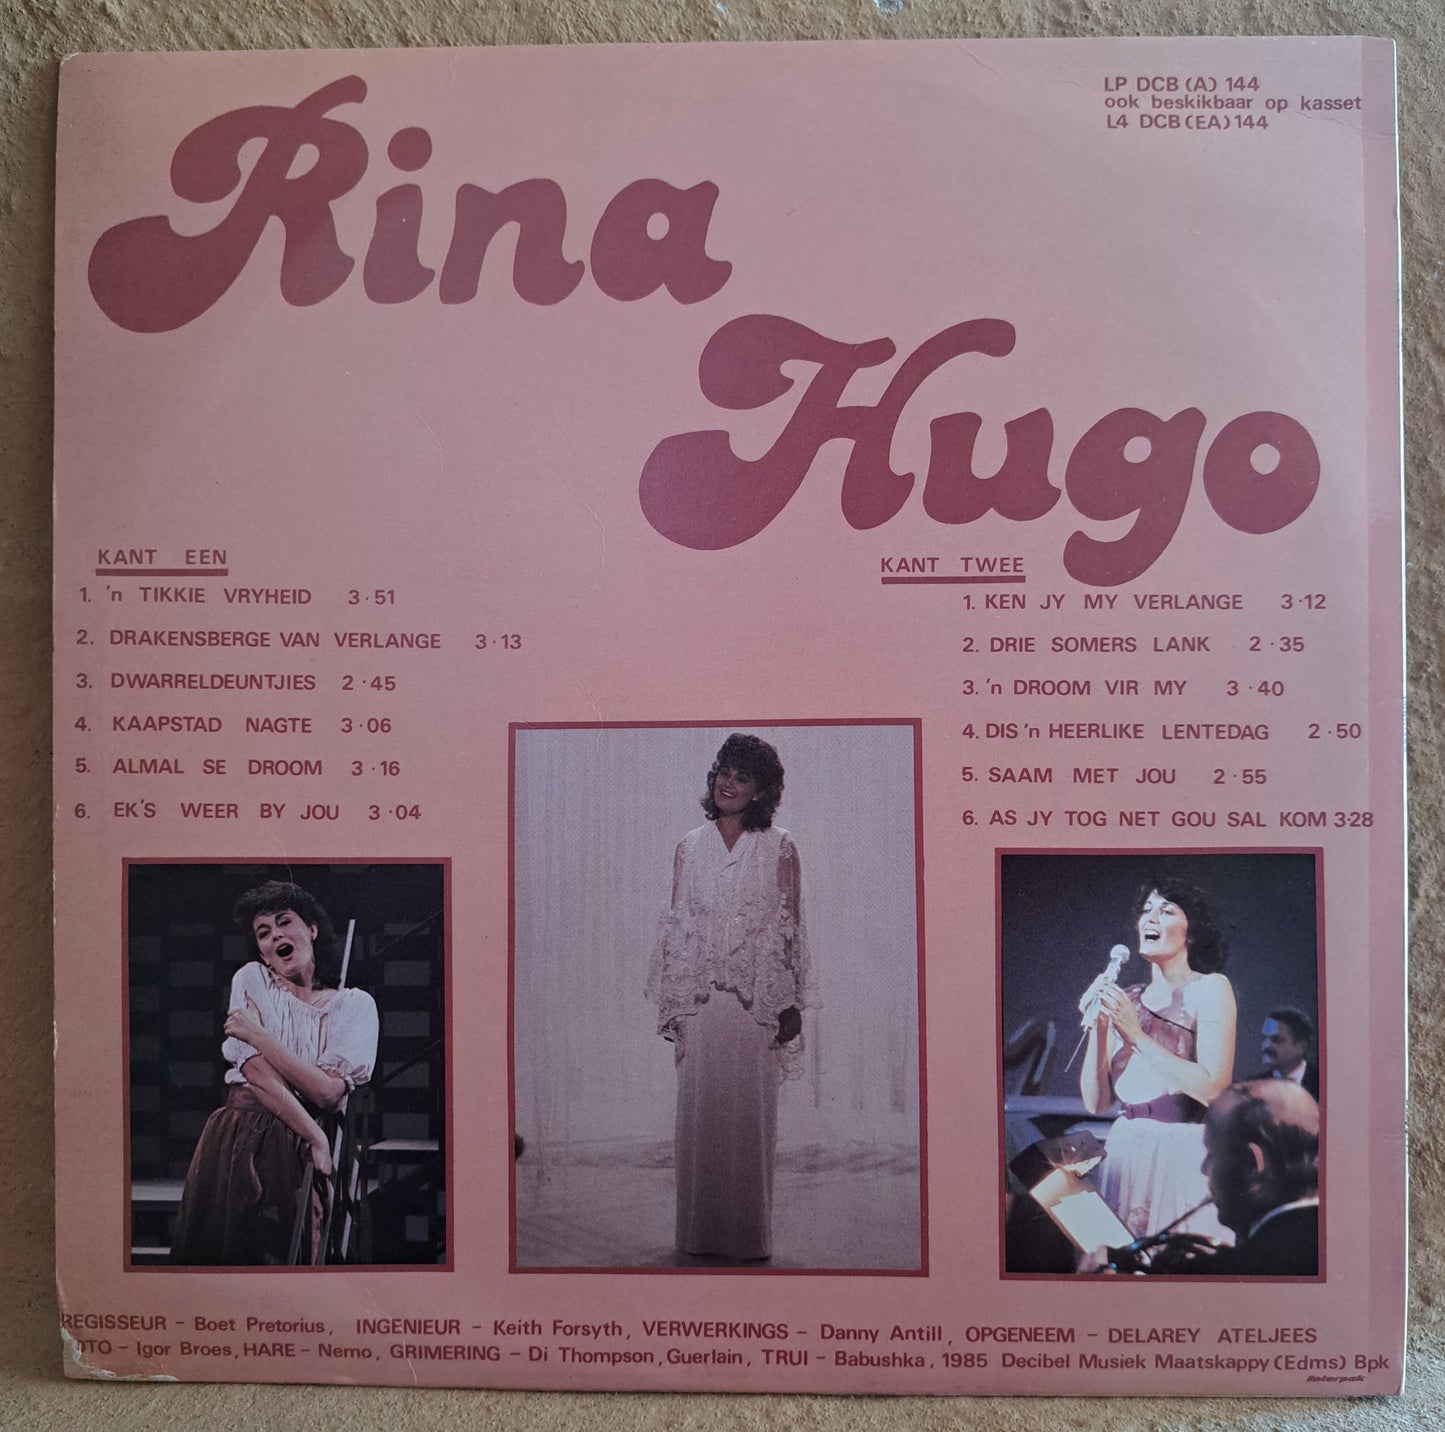 LP DCB (A) 144
ook beskikbaar op kasset
L4 DCB (EA) 144
Rina
Hugo
KANT EEN
1. 'n TIKKIE VRYHEID 3·51
2. DRAKENSBERGE VAN VERLANGE 3·13
3. DWARRELDEUNTJIES 2·45
4. KAAPSTAD NAGTE 3·06
5. ALMAL SE DROOM 3·16
6. EK'S WEER BY JOU 3·04
KANT TWEE
1. KEN JY MY VERLANGE 3·12
2. DRIE SOMERS LANK 2·35
3. 'n DROOM VIR MY 3·40
4. DIS 'n HEERLIKE LENTEDAG 2·50
5. SAAM MET JOU 2·55
6. AS JY TOG NET GOU SAL KOM 3·28
REGISSEUR – Boet Pretorius, INGENIEUR – Keith Forsyth, VERWERKINGS – Danny Antill, OPGENEEM – DELAREY ATELJEES
OTO – Igor Broes, HARE – Nemo, GRIMERING – Di Thompson, Guerlain, TRUI – Babushka, 1985 Decibel Musiek Maatskappy (Edms) Bpk
Interpak